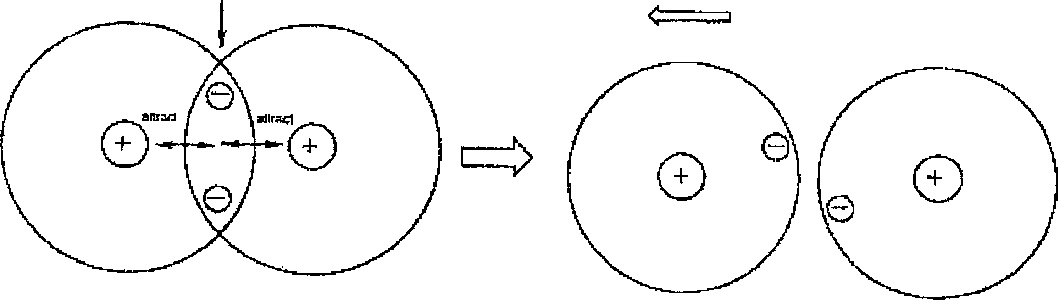 attract attract
+ − − +
+ − − +